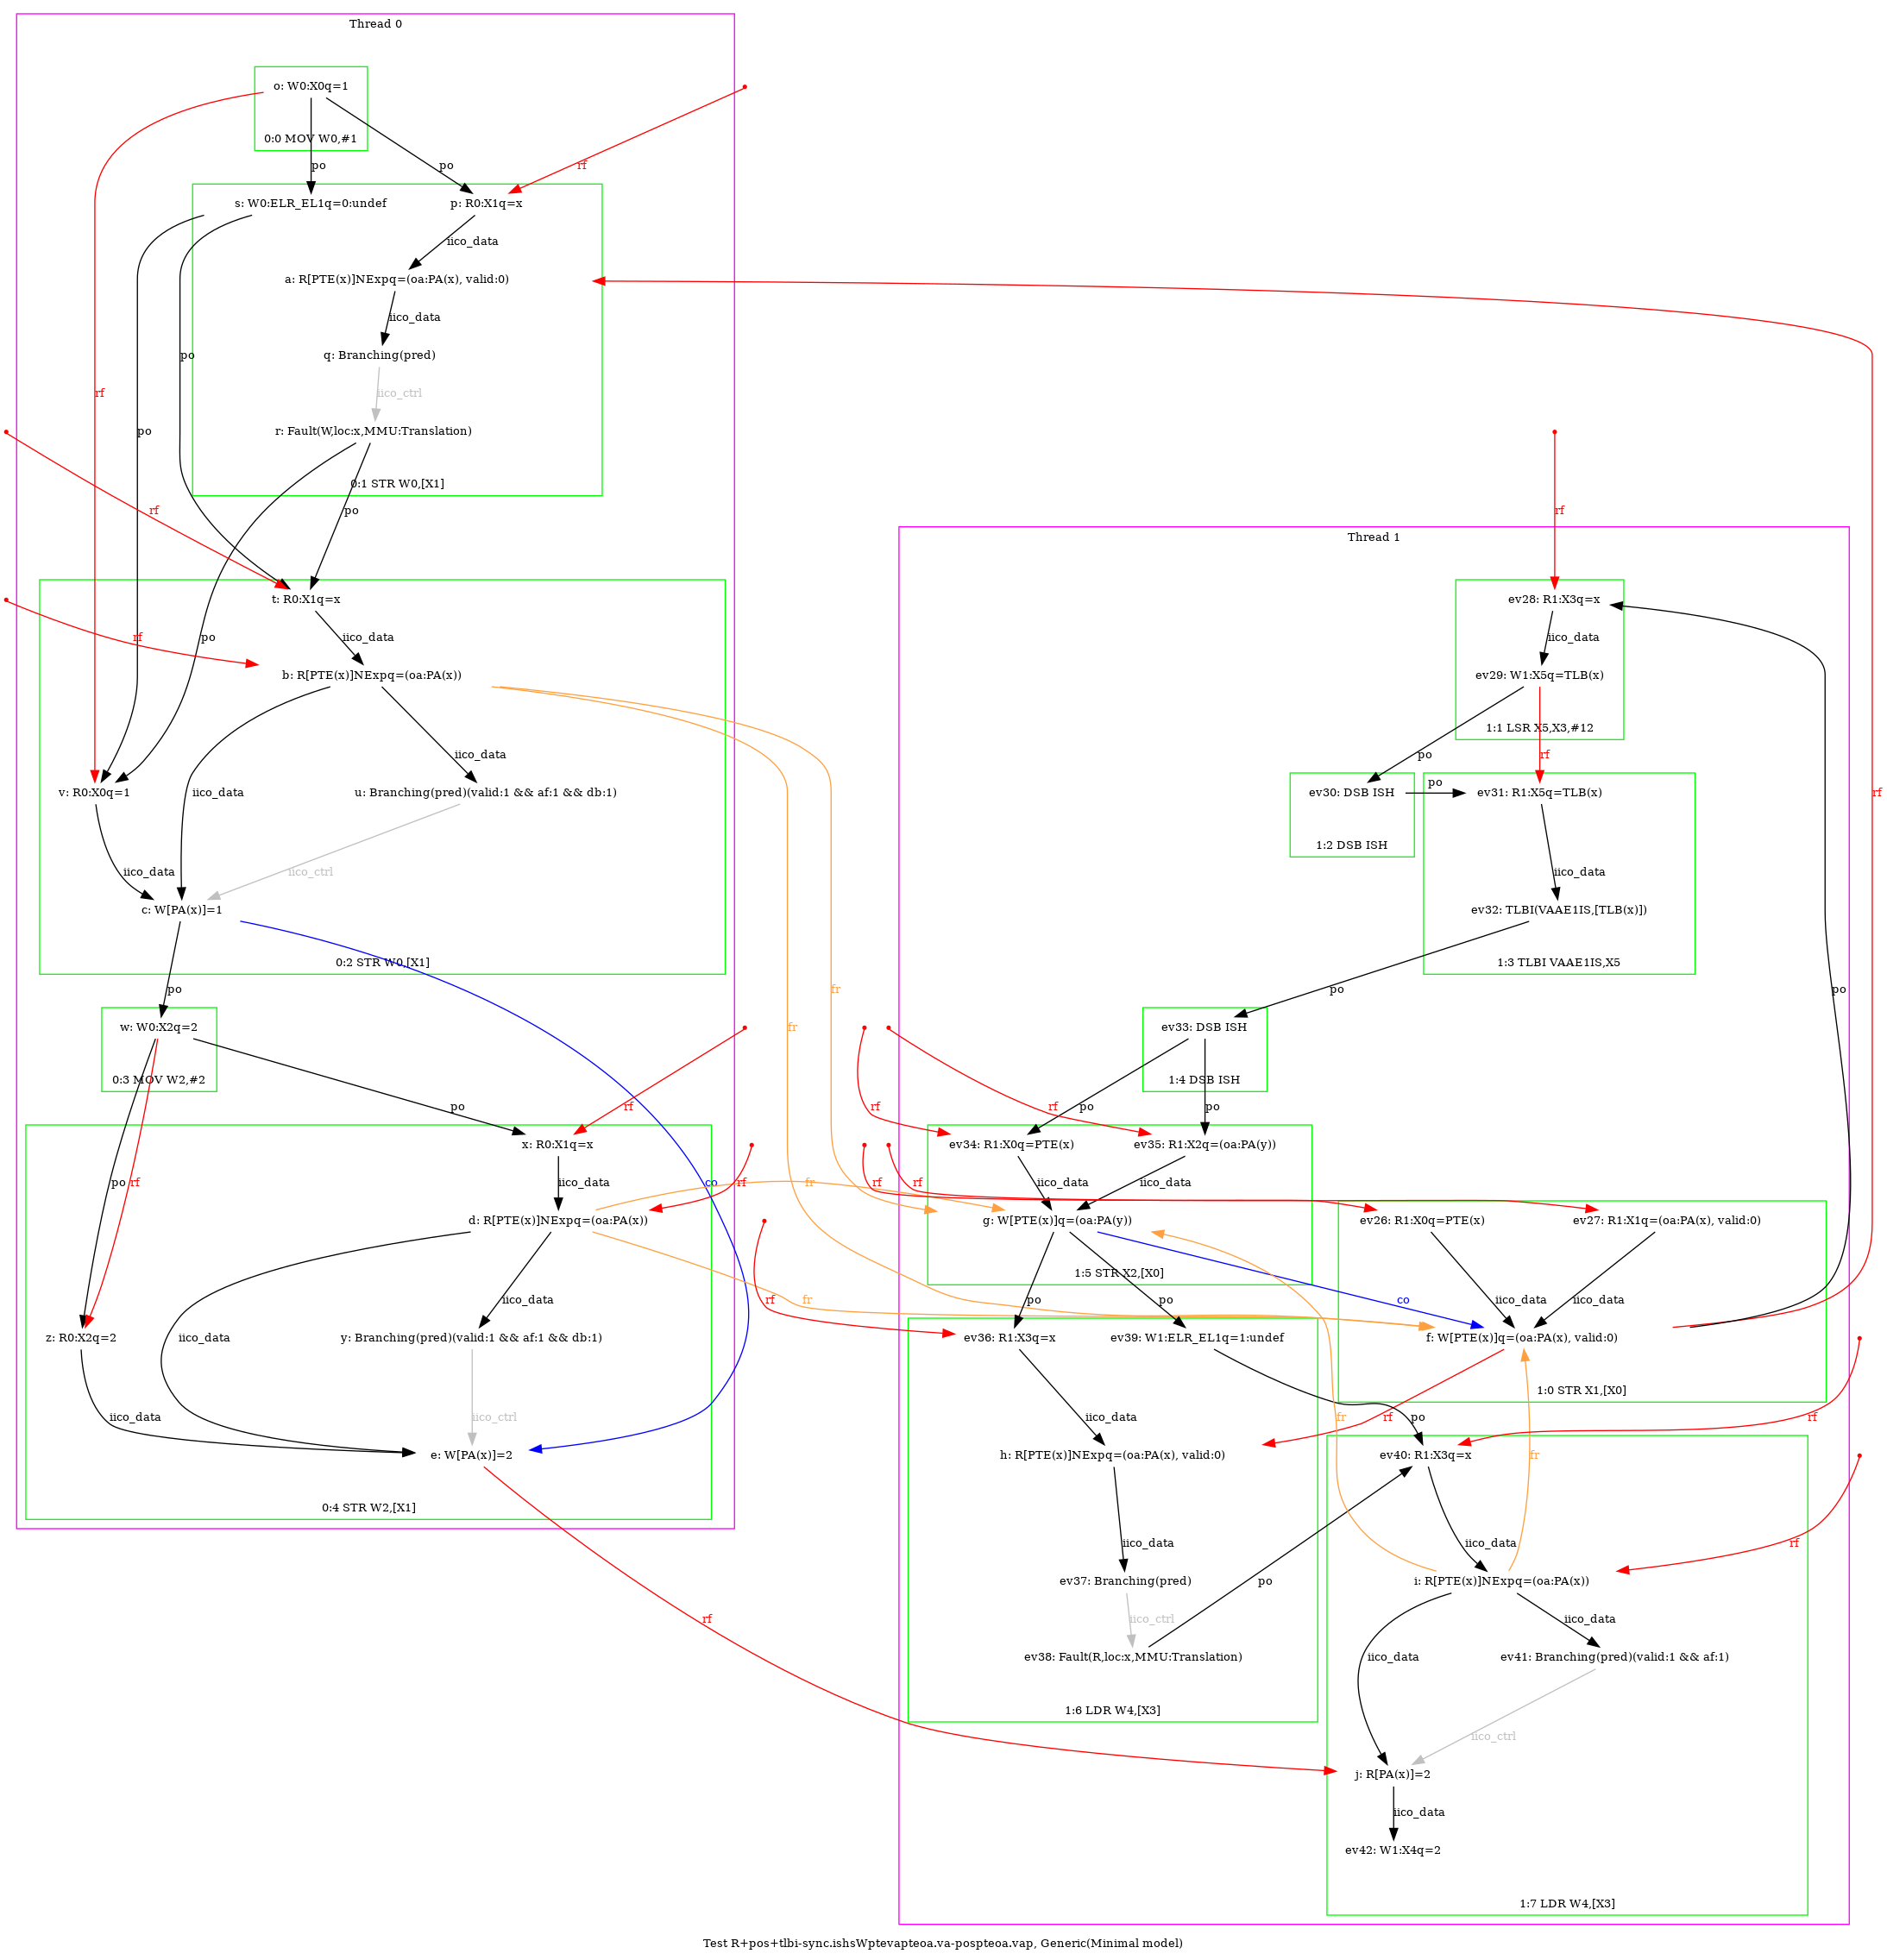 Thread 0
o: W0:X0q=1
0:0 MOV W0,#1
po
po
rf
rf
s: W0:ELR_EL1q=0:undef
p: R0:X1q=x
iico_data
a: R[PTE(x)]NExpq=(oa:PA(x), valid:0)
iico_data
q: Branching(pred)
iico_ctrl
rf
po
po
r: Fault(W,loc:x,MMU:Translation)
0:1 STR W0,[X1]
rf
po
rf
Thread 1
t: R0:X1q=x
ev28: R1:X3q=x
rf
po
iico_data
iico_data
b: R[PTE(x)]NExpq=(oa:PA(x))
ev29: W1:X5q=TLB(x)
1:1 LSR X5,X3,#12
iico_data
po
rf
v: R0:X0q=1
iico_data
u: Branching(pred)(valid:1 && af:1 && db:1)
ev30: DSB ISH
po
ev31: R1:X5q=TLB(x)
rf
1:2 DSB ISH
iico_data
iico_ctrl
iico_data
c: W[PA(x)]=1
ev32: TLBI(VAAE1IS,[TLB(x)])
0:2 STR W0,[X1]
1:3 TLBI VAAE1IS,X5
po
fr
po
po
w: W0:X2q=2
fr
ev33: DSB ISH
0:3 MOV W2,#2
1:4 DSB ISH
po
rf
rf
rf
po
po
x: R0:X1q=x
ev34: R1:X0q=PTE(x)
ev35: R1:X2q=(oa:PA(y))
po
rf
iico_data
fr
co
rf
rf
rf
iico_data
iico_data
d: R[PTE(x)]NExpq=(oa:PA(x))
g: W[PTE(x)]q=(oa:PA(y))
ev26: R1:X0q=PTE(x)
ev27: R1:X1q=(oa:PA(x), valid:0)
1:5 STR X2,[X0]
iico_data
fr
rf
po
po
co
iico_data
iico_data
z: R0:X2q=2
iico_data
y: Branching(pred)(valid:1 && af:1 && db:1)
ev36: R1:X3q=x
ev39: W1:ELR_EL1q=1:undef
f: W[PTE(x)]q=(oa:PA(x), valid:0)
1:0 STR X1,[X0]
iico_data
iico_ctrl
iico_data
fr
rf
po
rf
e: W[PA(x)]=2
h: R[PTE(x)]NExpq=(oa:PA(x), valid:0)
ev40: R1:X3q=x
fr
0:4 STR W2,[X1]
iico_data
iico_data
rf
ev37: Branching(pred)
po
i: R[PTE(x)]NExpq=(oa:PA(x))
rf
iico_ctrl
iico_data
ev38: Fault(R,loc:x,MMU:Translation)
iico_data
ev41: Branching(pred)(valid:1 && af:1)
1:6 LDR W4,[X3]
iico_ctrl
j: R[PA(x)]=2
iico_data
ev42: W1:X4q=2
1:7 LDR W4,[X3]
Test R+pos+tlbi-sync.ishsWptevapteoa.va-pospteoa.vap, Generic(Minimal model)